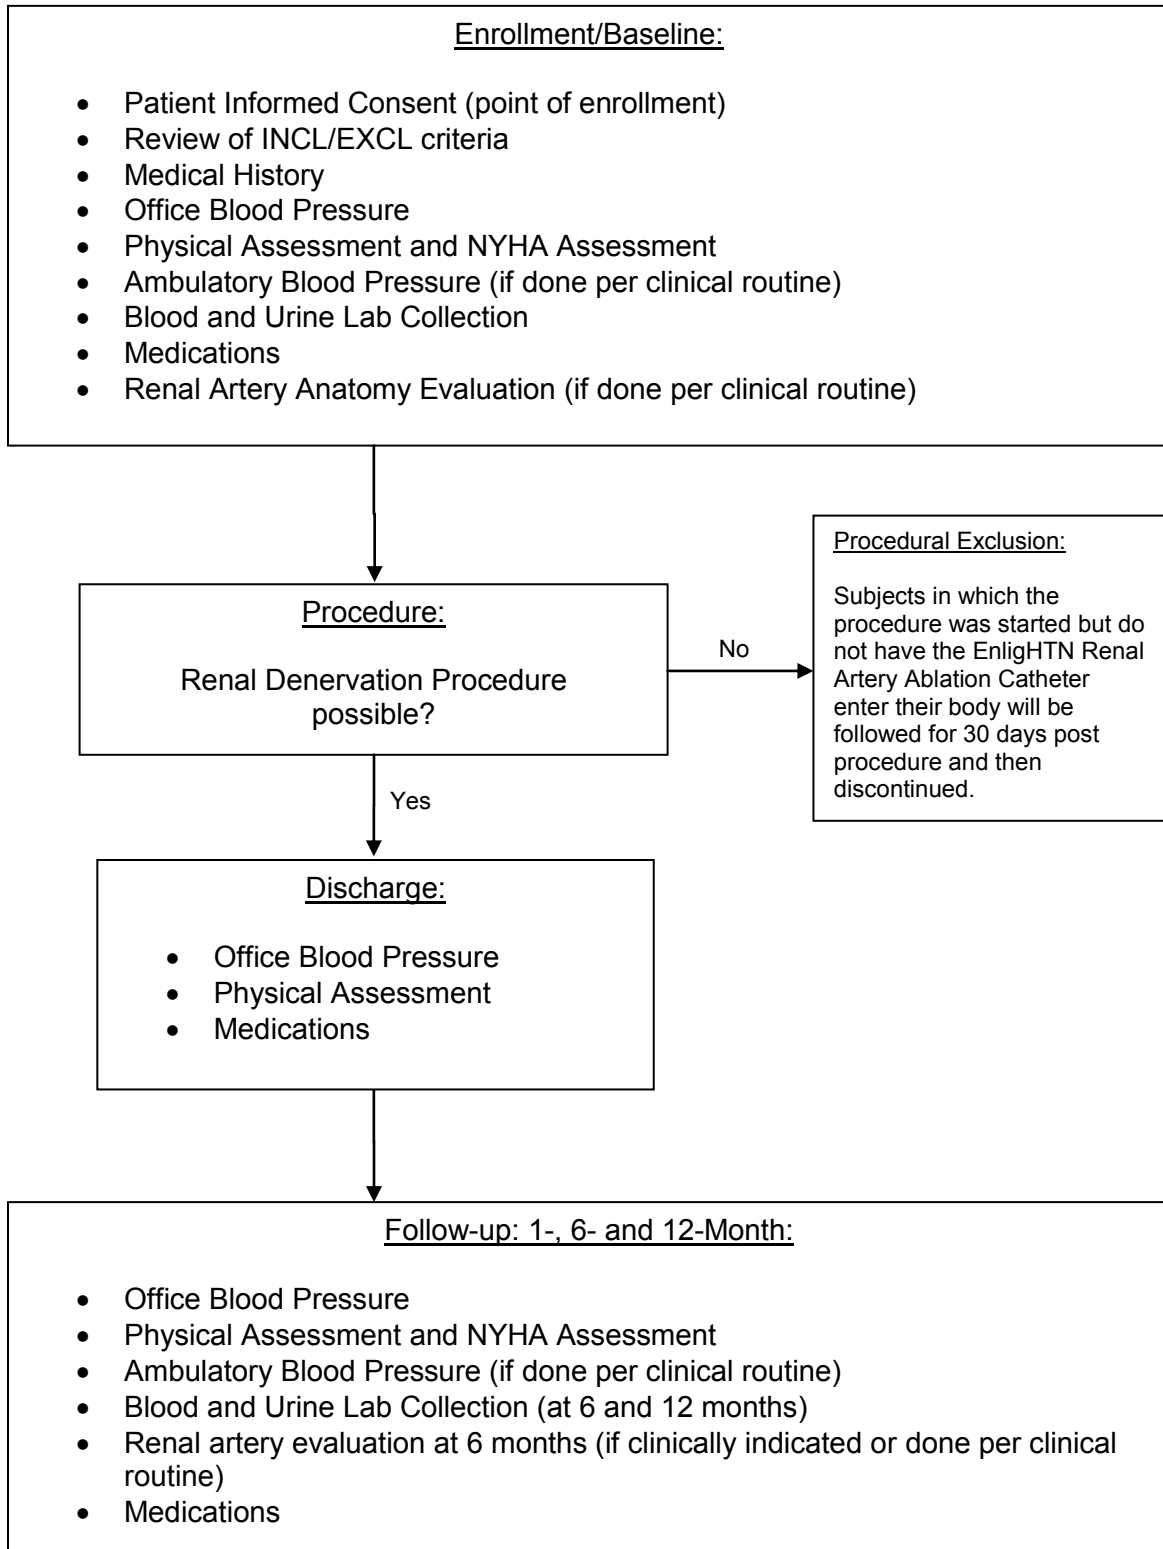 Enrollment/Baseline:
• Patient Informed Consent (point of enrollment)
• Review of INCL/EXCL criteria
• Medical History
• Office Blood Pressure
• Physical Assessment and NYHA Assessment
• Ambulatory Blood Pressure (if done per clinical routine)
• Blood and Urine Lab Collection
• Medications
• Renal Artery Anatomy Evaluation (if done per clinical routine)
Procedure:
Renal Denervation Procedure
possible?
No
Procedural Exclusion:
Subjects in which the
procedure was started but do
not have the EnligHTN Renal
Artery Ablation Catheter
enter their body will be
followed for 30 days post
procedure and then
discontinued.
Yes
Discharge:
• Office Blood Pressure
• Physical Assessment
• Medications
Follow-up: 1-, 6- and 12-Month:
• Office Blood Pressure
• Physical Assessment and NYHA Assessment
• Ambulatory Blood Pressure (if done per clinical routine)
• Blood and Urine Lab Collection (at 6 and 12 months)
• Renal artery evaluation at 6 months (if clinically indicated or done per clinical
routine)
• Medications